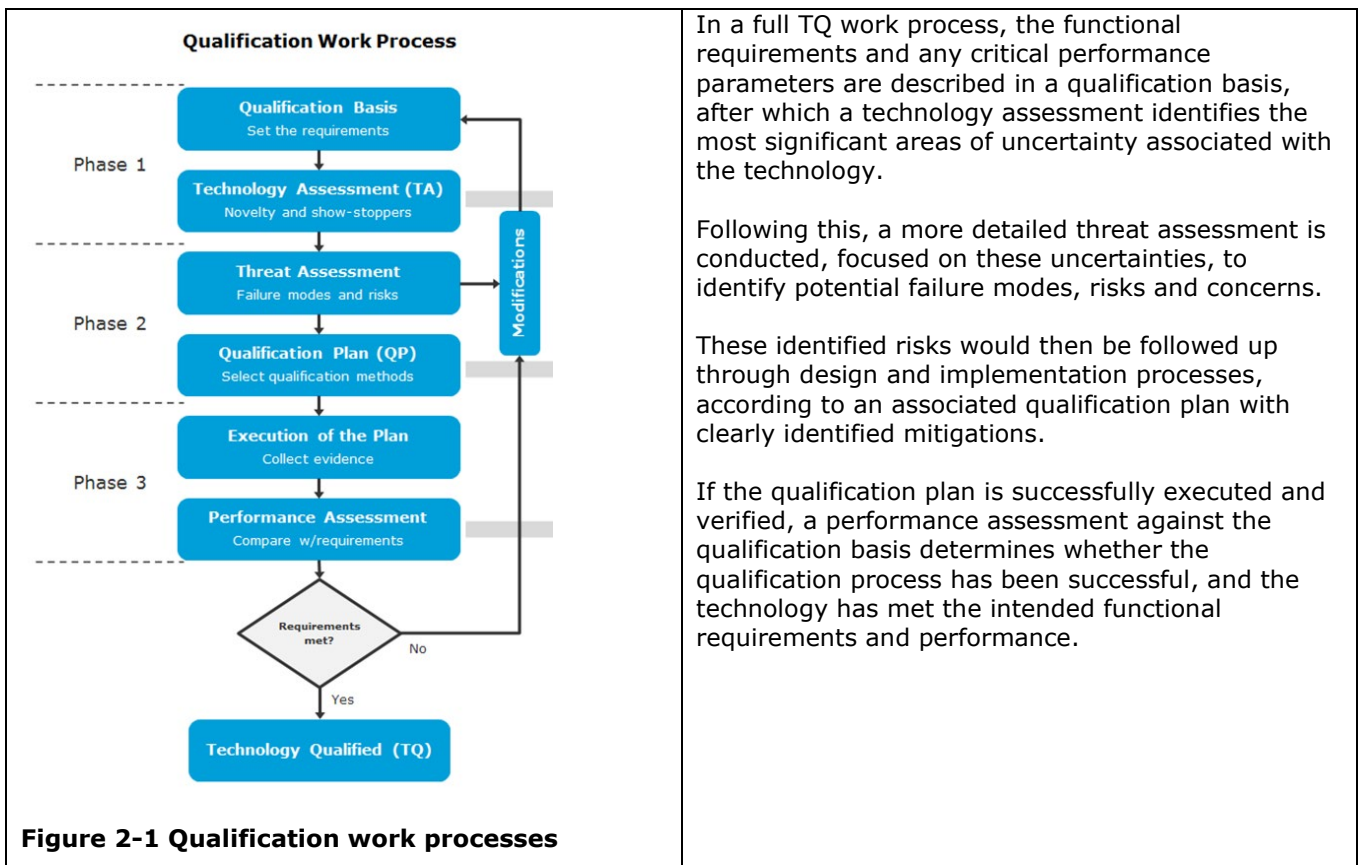 Qualification Work Process
Phase 1
Qualification Basis
Set the requirements
Technology Assessment (TA)
Novelty and show-stoppers
Phase 2
Threat Assessment
Failure modes and risks
Qualification Plan (QP)
Select qualification methods
Modifications
Phase 3
Execution of the Plan
Collect evidence
Performance Assessment
Compare w/requirements
Requirements
met?
No
Yes
Technology Qualified (TQ)
Figure 2-1 Qualification work processes
In a full TQ work process, the functional
requirements and any critical performance
parameters are described in a qualification basis,
after which a technology assessment identifies the
most significant areas of uncertainty associated with
the technology.
Following this, a more detailed threat assessment is
conducted, focused on these uncertainties, to
identify potential failure modes, risks and concerns.
These identified risks would then be followed up
through design and implementation processes,
according to an associated qualification plan with
clearly identified mitigations.
If the qualification plan is successfully executed and
verified, a performance assessment against the
qualification basis determines whether the
qualification process has been successful, and the
technology has met the intended functional
requirements and performance.